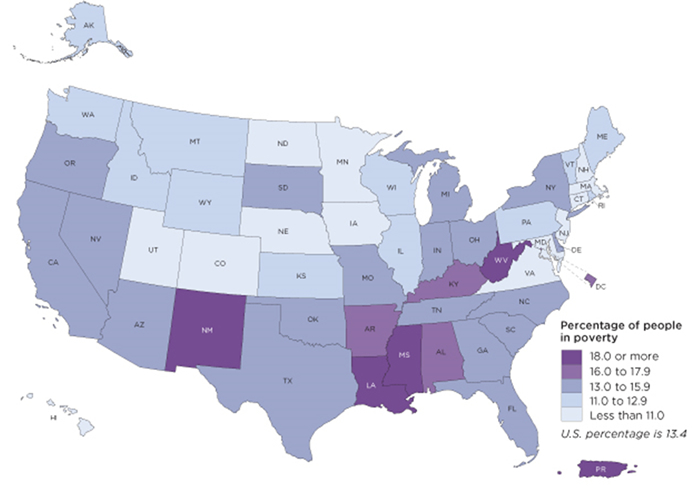 AK
WA
MT
ND
MN
ME
OR
ID
WY
SD
WI
MI
VT
NH
NY
MA
CT
RI
NV
UT
CO
NE
IA
IL
IN
OH
PA
NJ
MD
DE
CA
KS
MO
KY
WV
VA
DC
AZ
NM
OK
AR
TN
NC
SC
TX
LA
MS
AL
GA
FL
HI
Percentage of people
in poverty
18.0 or more
16.0 to 17.9
13.0 to 15.9
11.0 to 12.9
Less than 11.0
U.S. percentage is 13.4
PR